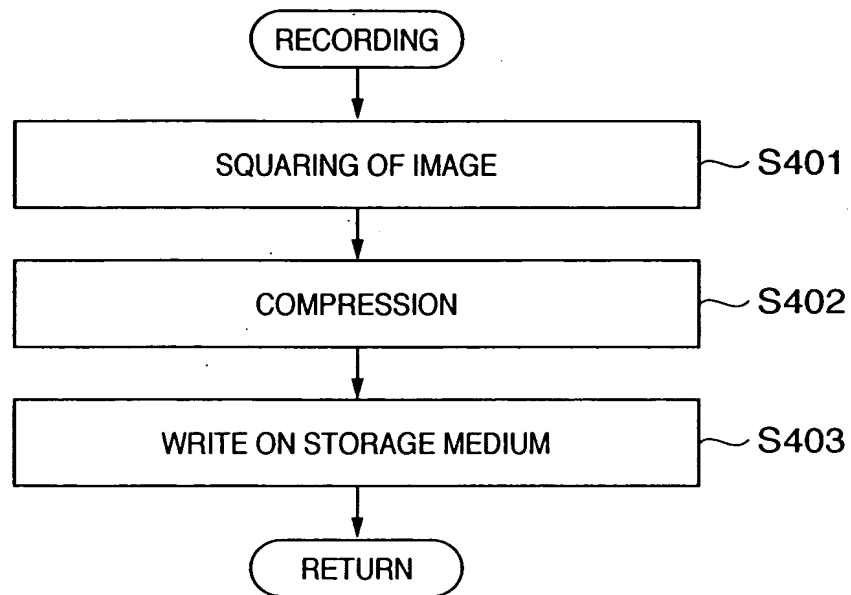 RECORDING
SQUARING OF IMAGE
S401
COMPRESSION
S402
WRITE ON STORAGE MEDIUM
S403
RETURN